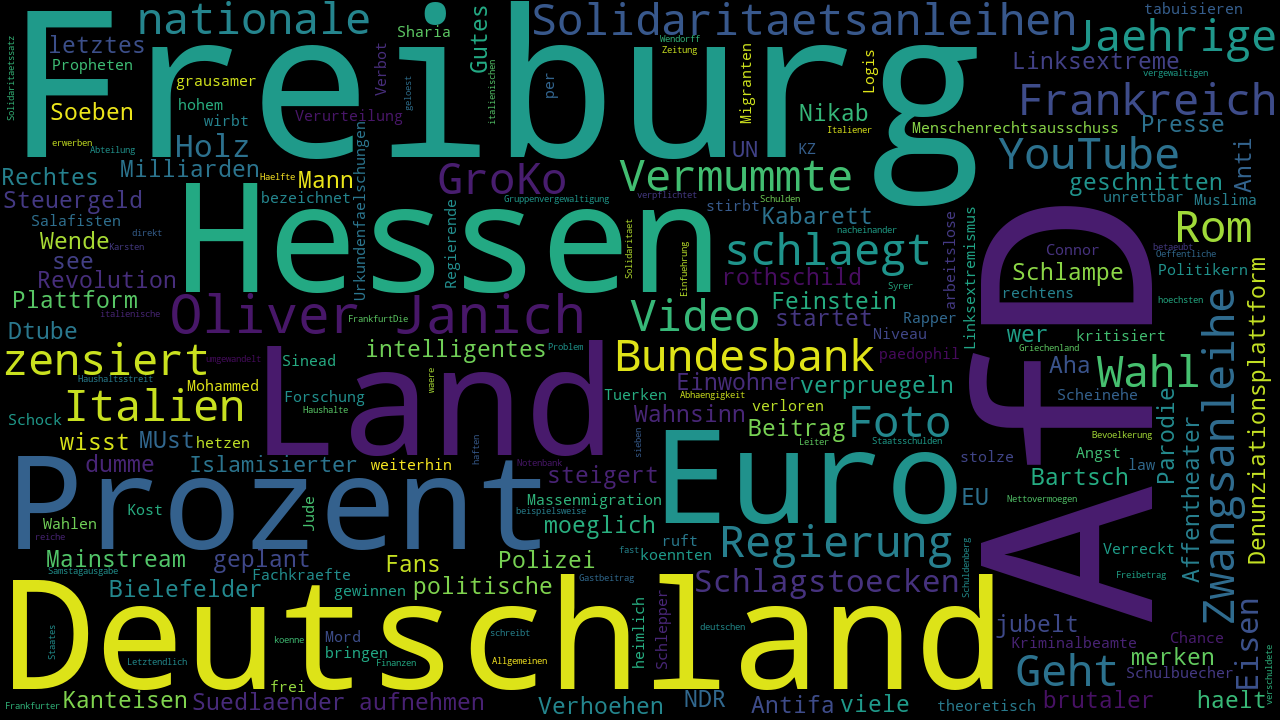 Freiburg
nationale
Solidaritaetsanleihen
tabuisieren
Jaehrige
Sharia
Gutes
Wendorff
Zeitung
letztes
Propheten
grausamer
Verbot
geloest
italienischen
per
Migranten
Logis
Linksextreme
vergewaltigen
Solidaritaetssatz
Soeben
hohem
wirbt
Verurteilung
Nikab
Italiener
Frankreich
Menschenrechtsausschuss
Presse
erwerben
Abteilung
Holz
UN
KZ
YouTube
Anti
Rechtes
Milliarden
Haelfte
Mann
Urkundenfaelschungen
GroKo
Vermummte
geschnitten
Steuergeld
bezeichnet
Gruppenvergewaltigung
verpflichtet
Schulden
stirbt
Kabarett
unrettbar
Muslima
Salafisten
direkt
Hessen
Regierende
Solidaritaet
nacheinander
Rom
Wende
Karsten
schlaegt
arbeitslose
Linksextremismus
AfD
Connor
betaeubt
Oeffentliche
see
Revolution
Einfuehrung
rothschild
Syrer
Schlampe
Politikern
Plattform
italienische
Oliver Janich
FrankfurtDie
Video
Feinstein
rechtens
hoechsten
Dtube
startet
Rapper
Niveau
wer
kritisiert
Denunziationsplattform
zensiert
umgewandelt
Sinead
intelligentes
Problem
Bundesbank
paedophil
Griechenland
Aha
Wahl
Zwangsanleihe
Haushaltsstreit
Mohammed
Forschung
Land
waere
Tuerken
Einwohner
Abhaengigkeit
verpruegeln
Scheinehe
Italien
Schock
Haushalte
Wahnsinn
verloren
Beitrag
Foto
Parodie
wisst
MUst
hetzen
haften
sieben
Leiter
Staatsschulden
Bevoelkerung
dumme
Islamisierter
weiterhin
Notenbank
steigert
Euro
stolze
Angst
law
Prozent
Bartsch
Affentheater
Wahlen
Kost
Jude
Massenmigration
beispielsweise
EU
Nettovermoegen
reiche
moeglich
ruft
Regierung
Mainstream
geplant
Fans
Polizei
fast
koennten
Verreckt
Samstagausgabe
Fachkraefte
Gastbeitrag
Schuldenberg
Freibetrag
Bielefelder
gewinnen
politische
Schlagstoecken
Deutschland
Staates
koenne
Mord
schreibt
heimlich
deutschen
Schlepper
jubelt
Kriminalbeamte
Chance
Eisen
Letztendlich
bringen
Finanzen
Allgemeinen
merken
frei
Geht
Schulbuecher
verschuldete
Frankfurter
Kanteisen
Suedlaender
aufnehmen
Verhoehen
NDR
Antifa
viele
theoretisch
brutaler
haelt